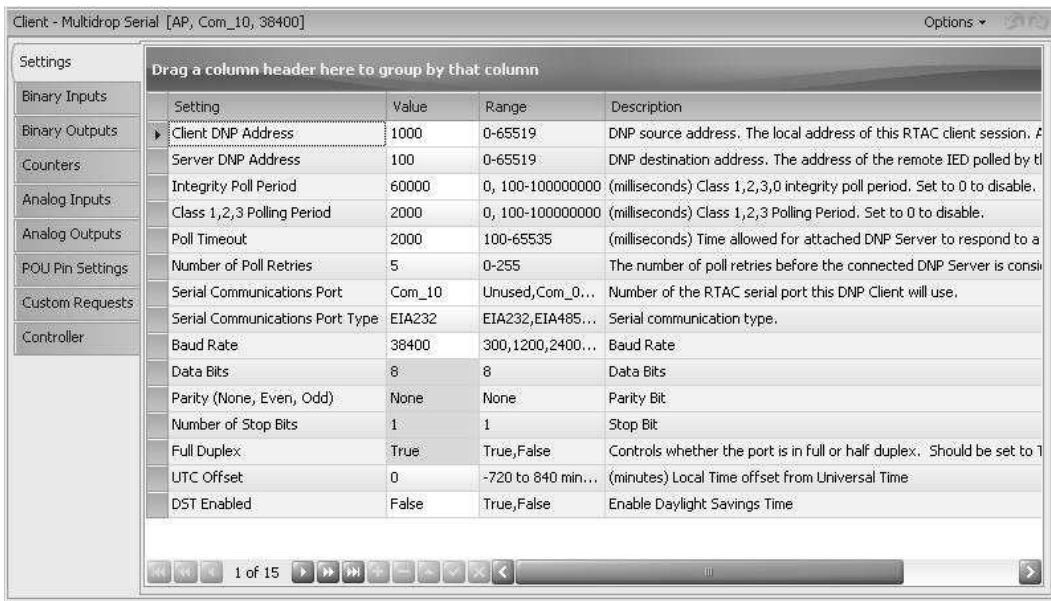 Client - Multidrop Serial [AP, Com_10, 38400] Options
Settings
Binary Inputs
Binary Outputs
Counters
Analog Inputs
Analog Outputs
POU Pin Settings
Custom Requests
Controller
Drag a column header here to group by that column
Setting Value Range Description
Client DNP Address 1000 0-65519 DNP source address. The local address of this RTAC client session. A
Server DNP Address 100 0-65519 DNP destination address. The address of the remote IED polled by t
Integrity Poll Period 60000 0, 100-100000000 (milliseconds) Class 1,2,3,0 integrity poll period. Set to 0 to disable.
Class 1,2,3 Polling Period 2000 0, 100-100000000 (milliseconds) Class 1,2,3 Polling Period. Set to 0 to disable.
Poll Timeout 2000 100-65535 (milliseconds) Time allowed for attached DNP Server to respond to a
Number of Poll Retries 5 0-255 The number of poll retries before the connected DNP Server is consi
Serial Communications Port Com_10 Unused,Com_0... Number of the RTAC serial port this DNP Client will use.
Serial Communications Port Type EIA232 EIA232,EIA485... Serial communication type.
Baud Rate 38400 300,1200,2400... Baud Rate
Data Bits 8 8 Data Bits
Parity (None, Even, Odd) None None Parity Bit
Number of Stop Bits 1 1 Stop Bit
Full Duplex True True,False Controls whether the port is in full or half duplex. Should be set to T
UTC Offset 0 -720 to 840 min... (minutes) Local Time offset from Universal Time
DST Enabled False True,False Enable Daylight Savings Time
1 of 15